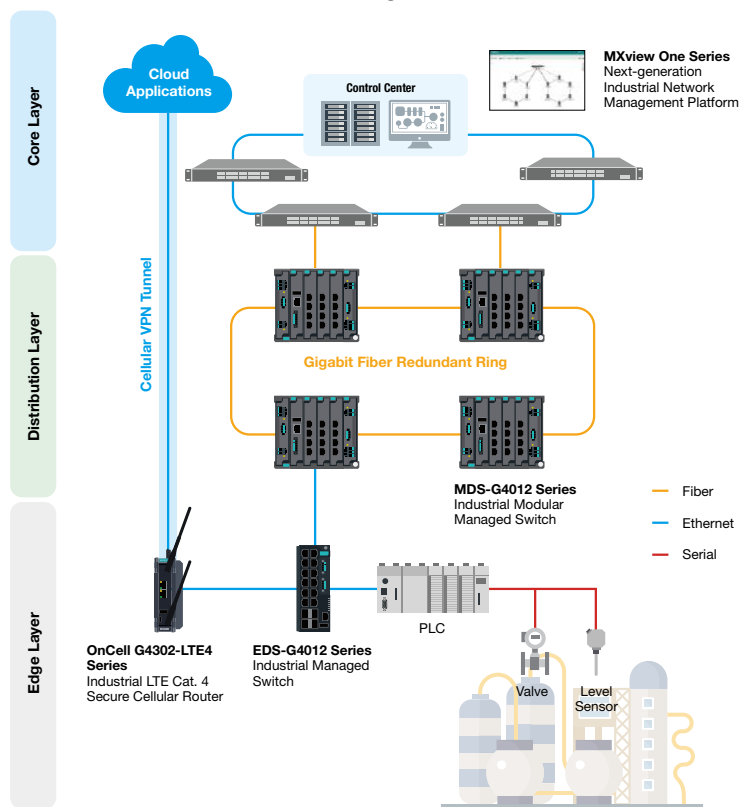 Core Layer
Cloud
Applications
Control Center
MXview One Series
Next-generation
Industrial Network
Management Platform
Distribution Layer
Cellular VPN Tunnel
Gigabit Fiber Redundant Ring
MDS-G4012 Series
Industrial Modular
Managed Switch
Fiber
Ethernet
Serial
Edge Layer
OnCell G4302-LTE4
Series
Industrial LTE Cat. 4
Secure Cellular Router
EDS-G4012 Series
Industrial Managed
Switch
PLC
Valve
Level
Sensor